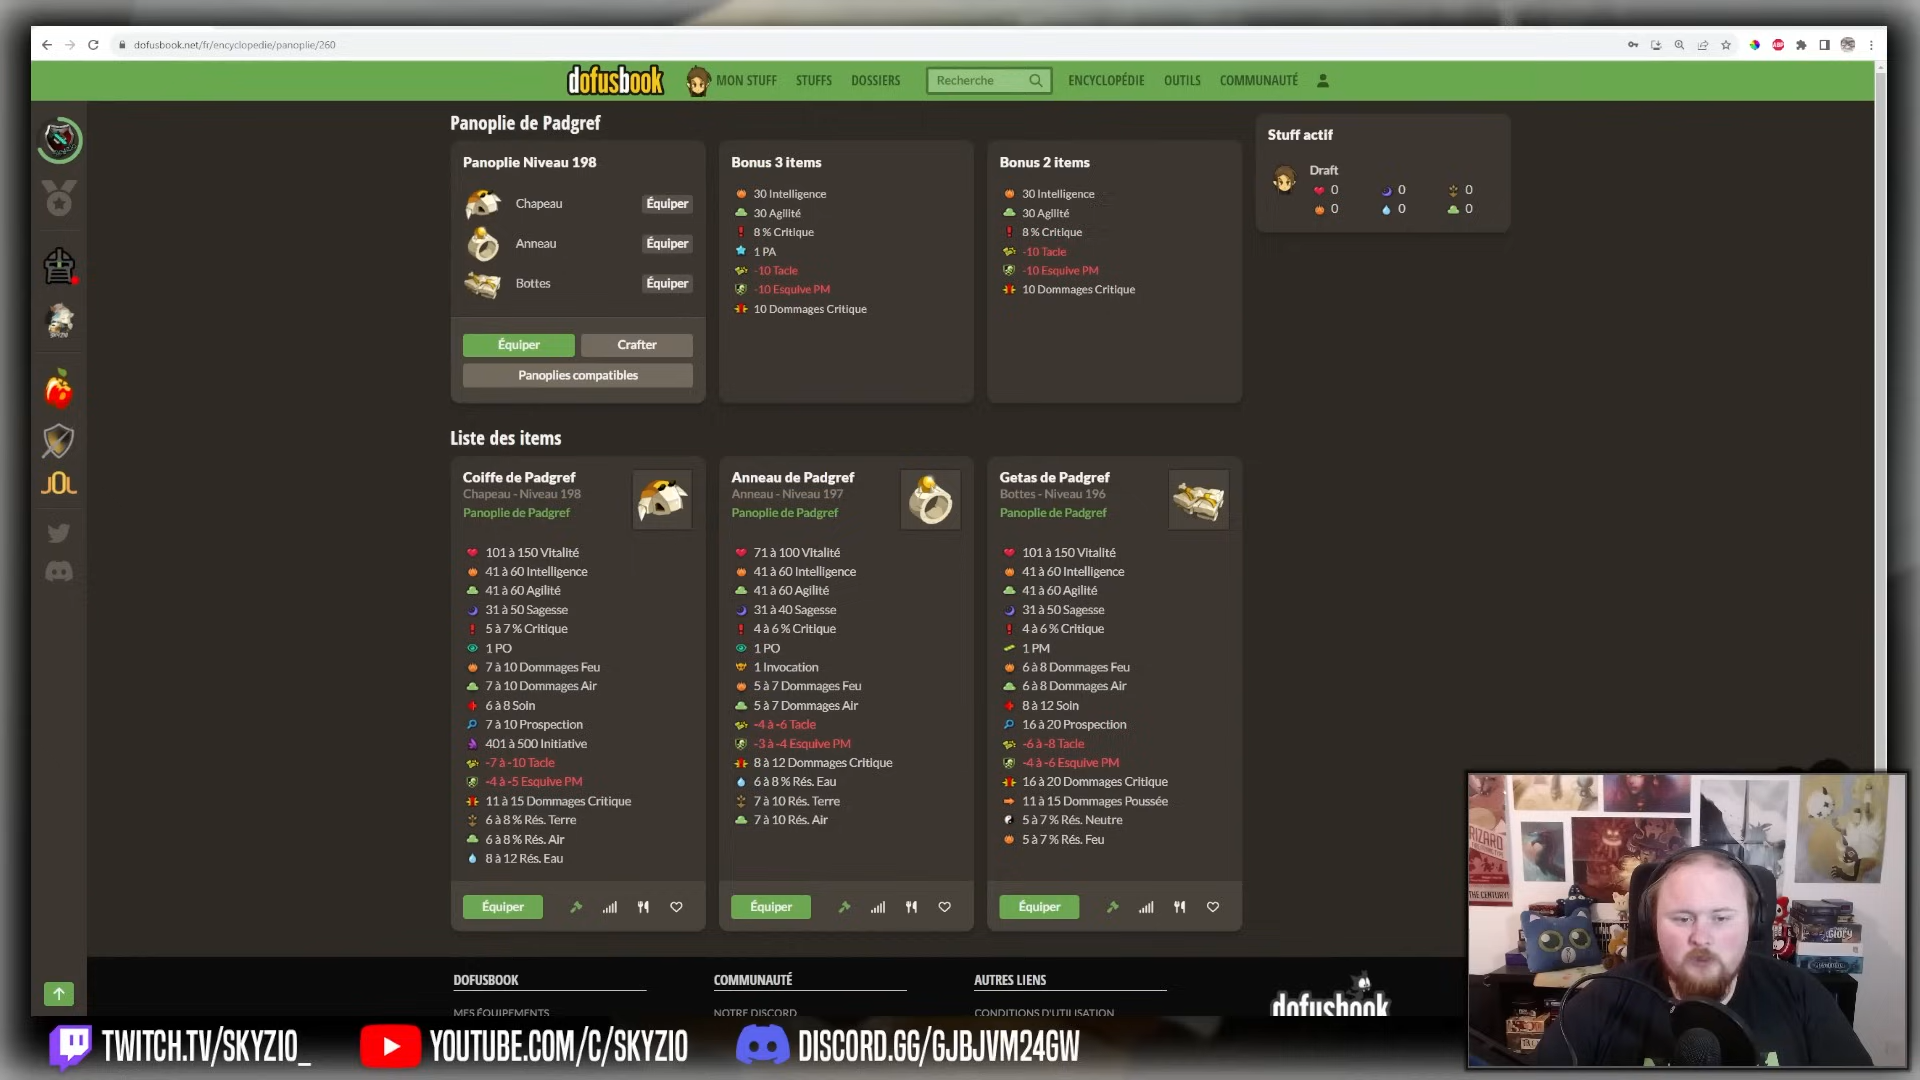 dofusbook.net/fr/encyclopedie/panoplie/260
dofusbook
MON STUFF
STUFFS
DOSSIERS
Recherche
ENCYCLOPÉDIE
OUTILS
COMMUNAUTÉ
Panoplie de Padgref
Panoplie Niveau 198
Chapeau
Équiper
Anneau
Équiper
Bottes
Équiper
Équiper
Crafter
Panoplies compatibles
Bonus 3 items
30 Intelligence
30 Agilité
8 % Critique
1 PA
-10 Tacle
-10 Esquive PM
10 Dommages Critique
Bonus 2 items
30 Intelligence
30 Agilité
8 % Critique
-10 Tacle
-10 Esquive PM
10 Dommages Critique
Stuff actif
Draft
0 0 0
0 0 0
Liste des items
Coiffe de Padgref
Chapeau - Niveau 198
Panoplie de Padgref
101 à 150 Vitalité
41 à 60 Intelligence
41 à 60 Agilité
31 à 50 Sagesse
5 à 7 % Critique
1 PO
7 à 10 Dommages Feu
7 à 10 Dommages Air
6 à 8 Soin
7 à 10 Prospection
401 à 500 Initiative
-7 à -10 Tacle
-4 à -5 Esquive PM
11 à 15 Dommages Critique
6 à 8 % Rés. Terre
6 à 8 % Rés. Air
8 à 12 Rés. Eau
Équiper
Anneau de Padgref
Anneau - Niveau 197
Panoplie de Padgref
71 à 100 Vitalité
41 à 60 Intelligence
41 à 60 Agilité
31 à 40 Sagesse
4 à 6 % Critique
1 PO
1 Invocation
5 à 7 Dommages Feu
5 à 7 Dommages Air
-4 à -6 Tacle
-3 à -4 Esquive PM
8 à 12 Dommages Critique
6 à 8 % Rés. Eau
7 à 10 Rés. Terre
7 à 10 Rés. Air
Équiper
Getas de Padgref
Bottes - Niveau 196
Panoplie de Padgref
101 à 150 Vitalité
41 à 60 Intelligence
41 à 60 Agilité
31 à 50 Sagesse
4 à 6 % Critique
1 PM
6 à 8 Dommages Feu
6 à 8 Dommages Air
8 à 12 Soin
16 à 20 Prospection
-6 à -8 Tacle
-4 à -6 Esquive PM
16 à 20 Dommages Critique
11 à 15 Dommages Poussée
5 à 7 % Rés. Neutre
5 à 7 % Rés. Feu
Équiper
JOL
DOFUSBOOK
MES ÉQUIPEMENTS
COMMUNAUTÉ
NOTRE DISCORD
AUTRES LIENS
CONDITIONS D'UTILISATION
dofusbook
TWITCH.TV/SKYZIO_
YOUTUBE.COM/C/SKYZIO
DISCORD.GG/GJBJVM24GW